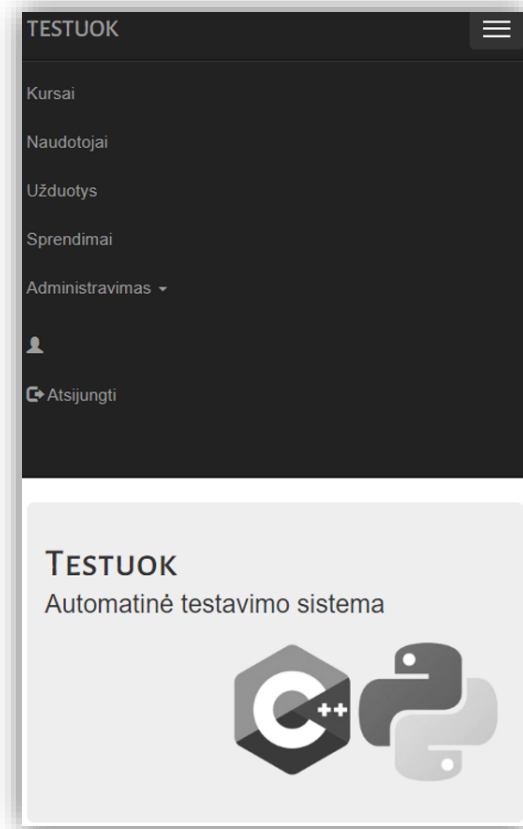 TESTUOK
Kursai
Naudotojai
Užduotys
Sprendimai
Administravimas
Atsijungti
TESTUOK
Automatinė testavimo sistema
C++